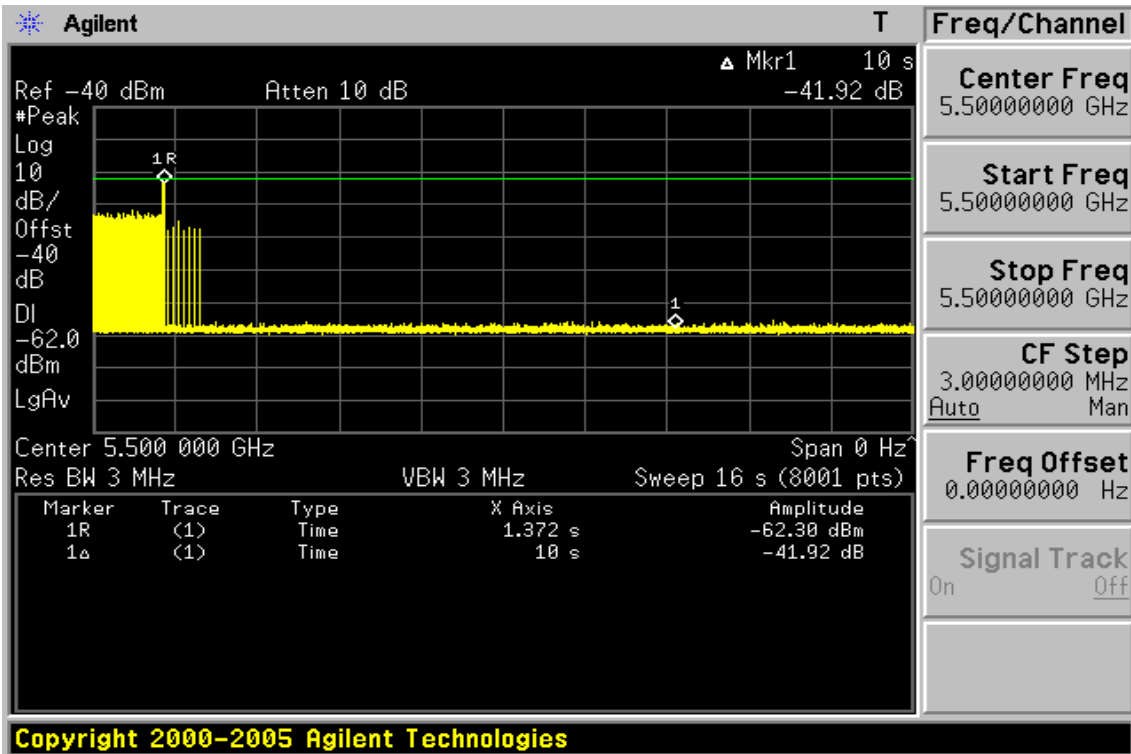 Agilent T
Δ Mkr1 10 s
Ref -40 dBm Atten 10 dB -41.92 dB
#Peak
Log
10
dB/
Offst
-40
dB
DI
-62.0
dBm
LgAv
1R
1
Center 5.500 000 GHz Span 0 Hz^
Res BW 3 MHz VBW 3 MHz Sweep 16 s (8001 pts)
Marker Trace Type X Axis Amplitude
1R (1) Time 1.372 s -62.30 dBm
1Δ (1) Time 10 s -41.92 dB
Freq/Channel
Center Freq
5.50000000 GHz
Start Freq
5.50000000 GHz
Stop Freq
5.50000000 GHz
CF Step
3.00000000 MHz
Auto Man
Freq Offset
0.00000000 Hz
Signal Track
On Off
Copyright 2000-2005 Agilent Technologies